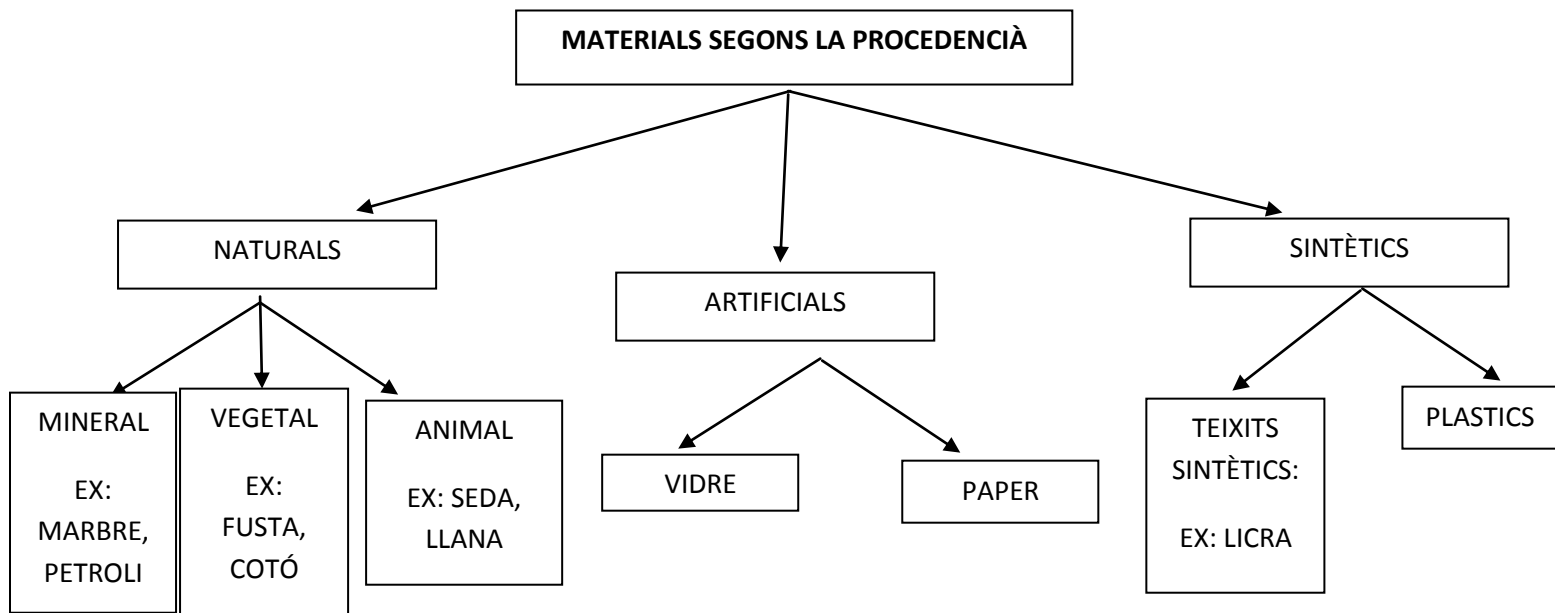 MATERIALS SEGONS LA PROCEDENCIÀ
NATURALS
ARTIFICIALS
SINTÈTICS
MINERAL
EX:
MARBRE,
PETROLI
VEGETAL
EX:
FUSTA,
COTÓ
ANIMAL
EX: SEDA,
LLANA
VIDRE
PAPER
TEIXITS
SINTÈTICS:
EX: LICRA
PLASTICS